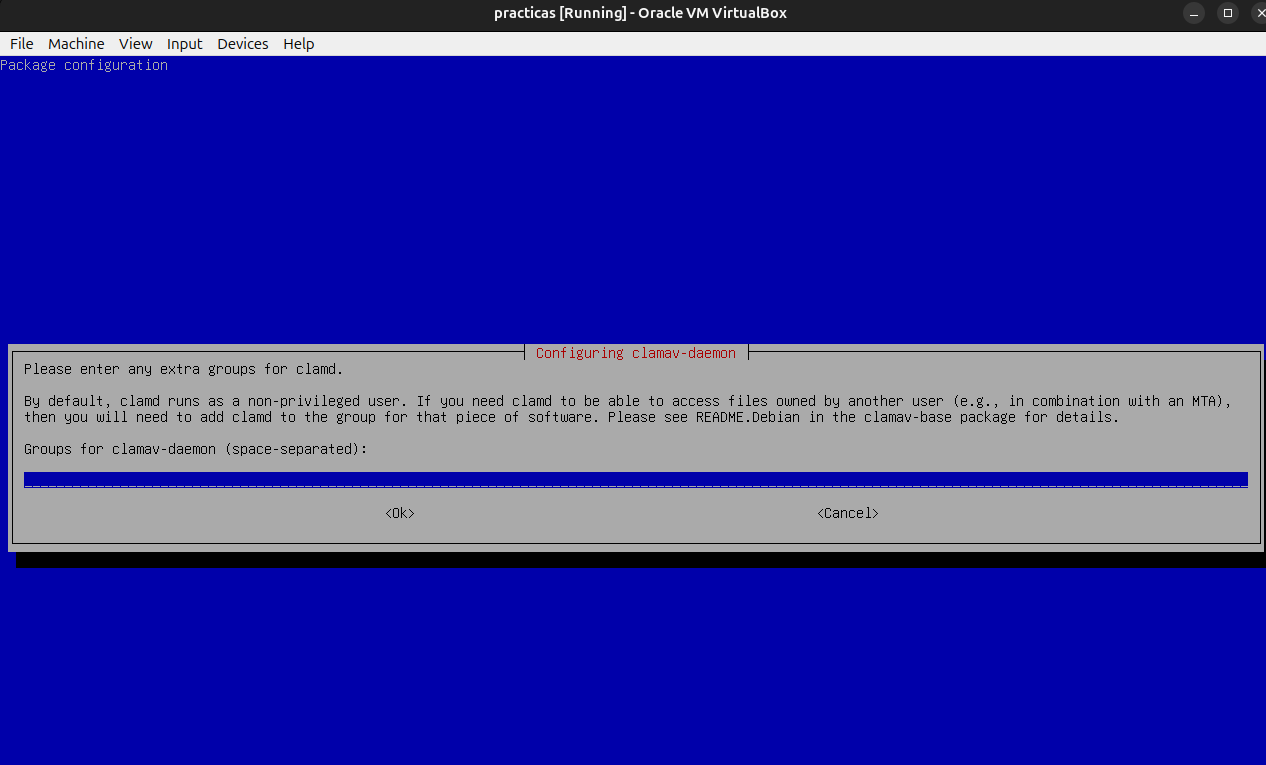 practicas [Running] - Oracle VM VirtualBox
File Machine View Input Devices Help
Package configuration
Configuring clamav-daemon
Please enter any extra groups for clamd.
By default, clamd runs as a non-privileged user. If you need clamd to be able to access files owned by another user (e.g., in combination with an MTA),
then you will need to add clamd to the group for that piece of software. Please see README.Debian in the clamav-base package for details.
Groups for clamav-daemon (space-separated):
<Ok> <Cancel>